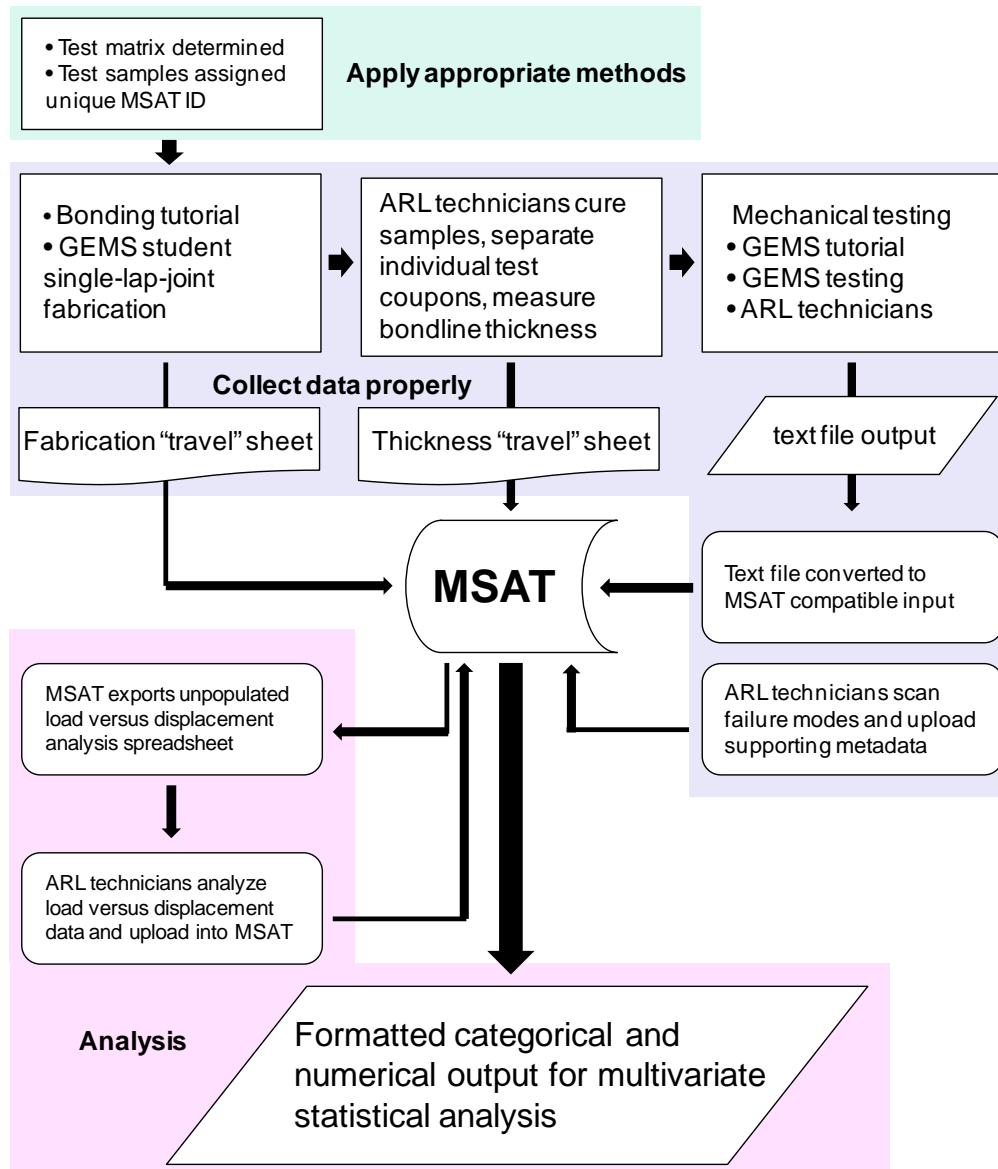 • Test matrix determined
• Test samples assigned
unique MSAT ID
Apply appropriate methods
• Bonding tutorial
• GEMS student
single-lap-joint
fabrication
ARL technicians cure
samples, separate
individual test
coupons, measure
bondline thickness
Mechanical testing
• GEMS tutorial
• GEMS testing
• ARL technicians
Collect data properly
Fabrication “travel” sheet
Thickness “travel” sheet
text file output
MSAT
Text file converted to
MSAT compatible input
MSAT exports unpopulated
load versus displacement
analysis spreadsheet
ARL technicians scan
failure modes and upload
supporting metadata
ARL technicians analyze
load versus displacement
data and upload into MSAT
Analysis
Formatted categorical and
numerical output for multivariate
statistical analysis